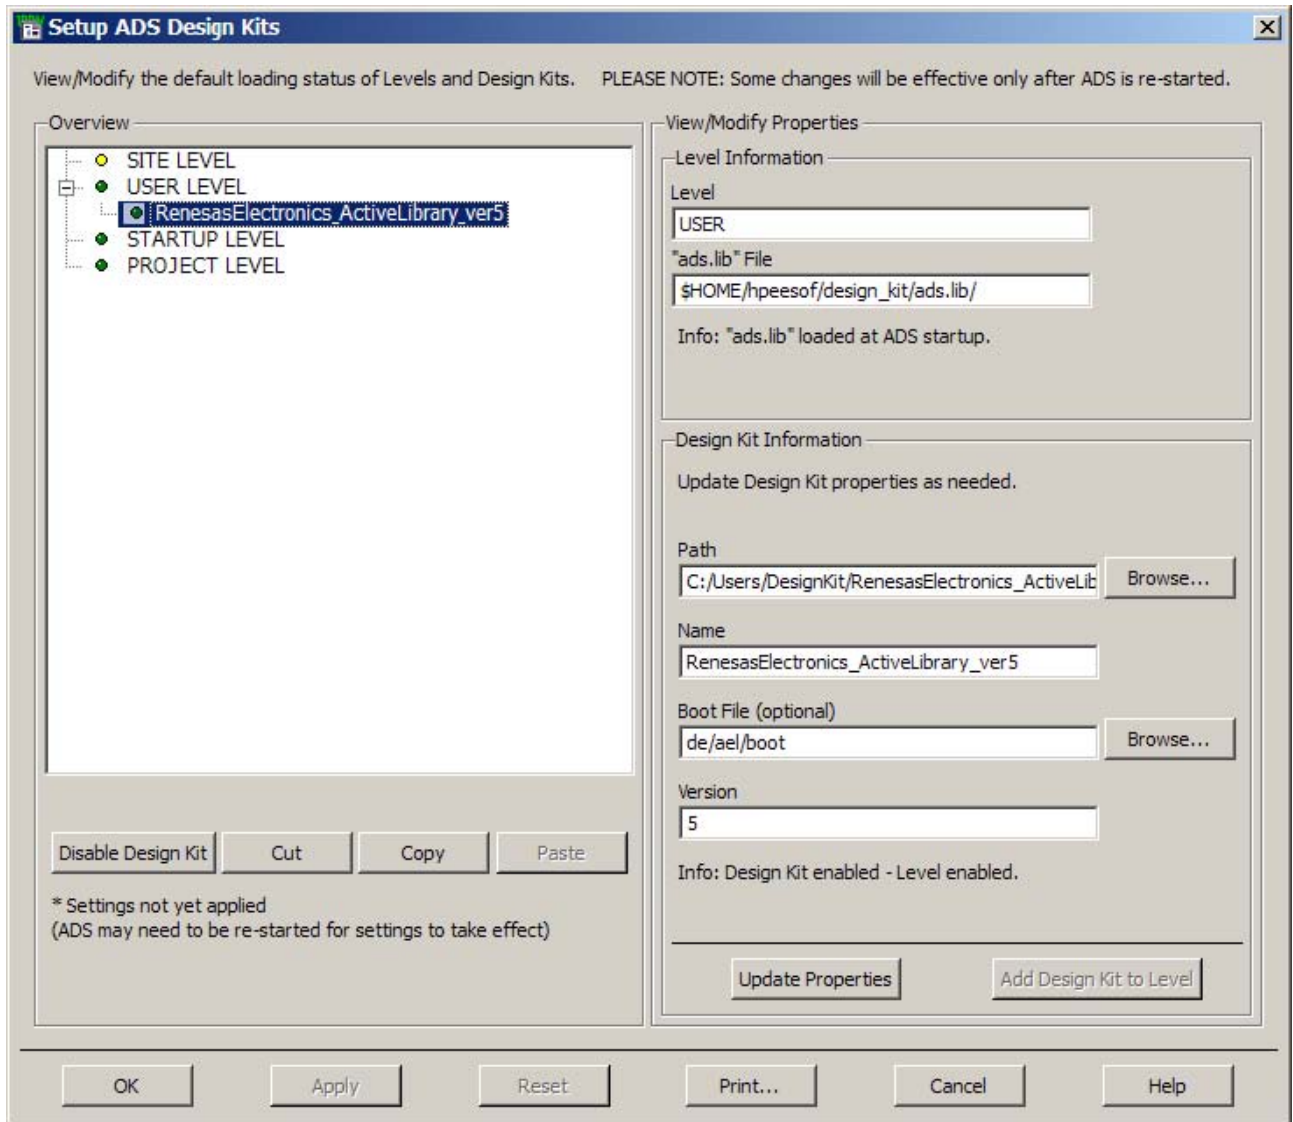 Setup ADS Design Kits
View/Modify the default loading status of Levels and Design Kits. PLEASE NOTE: Some changes will be effective only after ADS is re-started.
Overview
SITE LEVEL
USER LEVEL
RenesasElectronics_ActiveLibrary_ver5
STARTUP LEVEL
PROJECT LEVEL
Disable Design Kit
Cut
Copy
Paste
* Settings not yet applied
(ADS may need to be re-started for settings to take effect)
View/Modify Properties
Level Information
Level
USER
"ads.lib" File
$HOME/hpeesof/design_kit/ads.lib/
Info: "ads.lib" loaded at ADS startup.
Design Kit Information
Update Design Kit properties as needed.
Path
C:/Users/DesignKit/RenesasElectronics_ActiveLib
Browse...
Name
RenesasElectronics_ActiveLibrary_ver5
Boot File (optional)
de/ael/boot
Browse...
Version
5
Info: Design Kit enabled - Level enabled.
Update Properties
Add Design Kit to Level
OK
Apply
Reset
Print...
Cancel
Help